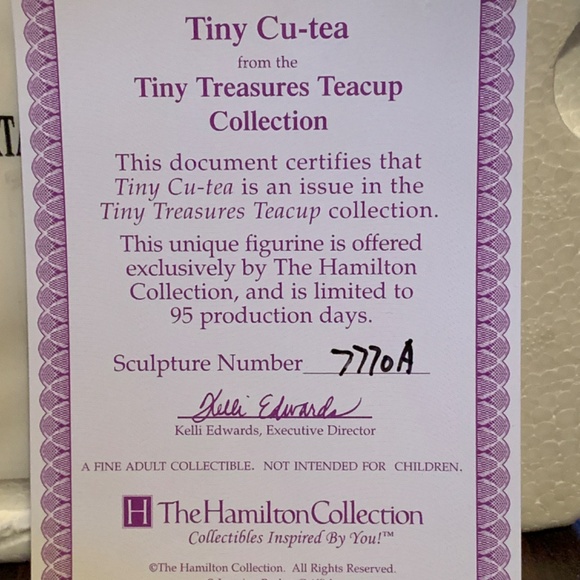 Tiny Cu-tea
from the
Tiny Treasures Teacup
Collection
This document certifies that
Tiny Cu-tea is an issue in the
Tiny Treasures Teacup collection.
This unique figurine is offered
exclusively by The Hamilton
Collection, and is limited to
95 production days.
Sculpture Number 7770A
Kelli Edwards
Kelli Edwards, Executive Director
A FINE ADULT COLLECTIBLE. NOT INTENDED FOR CHILDREN.
H The Hamilton Collection
Collectibles Inspired By You!™
©The Hamilton Collection. All Rights Reserved.